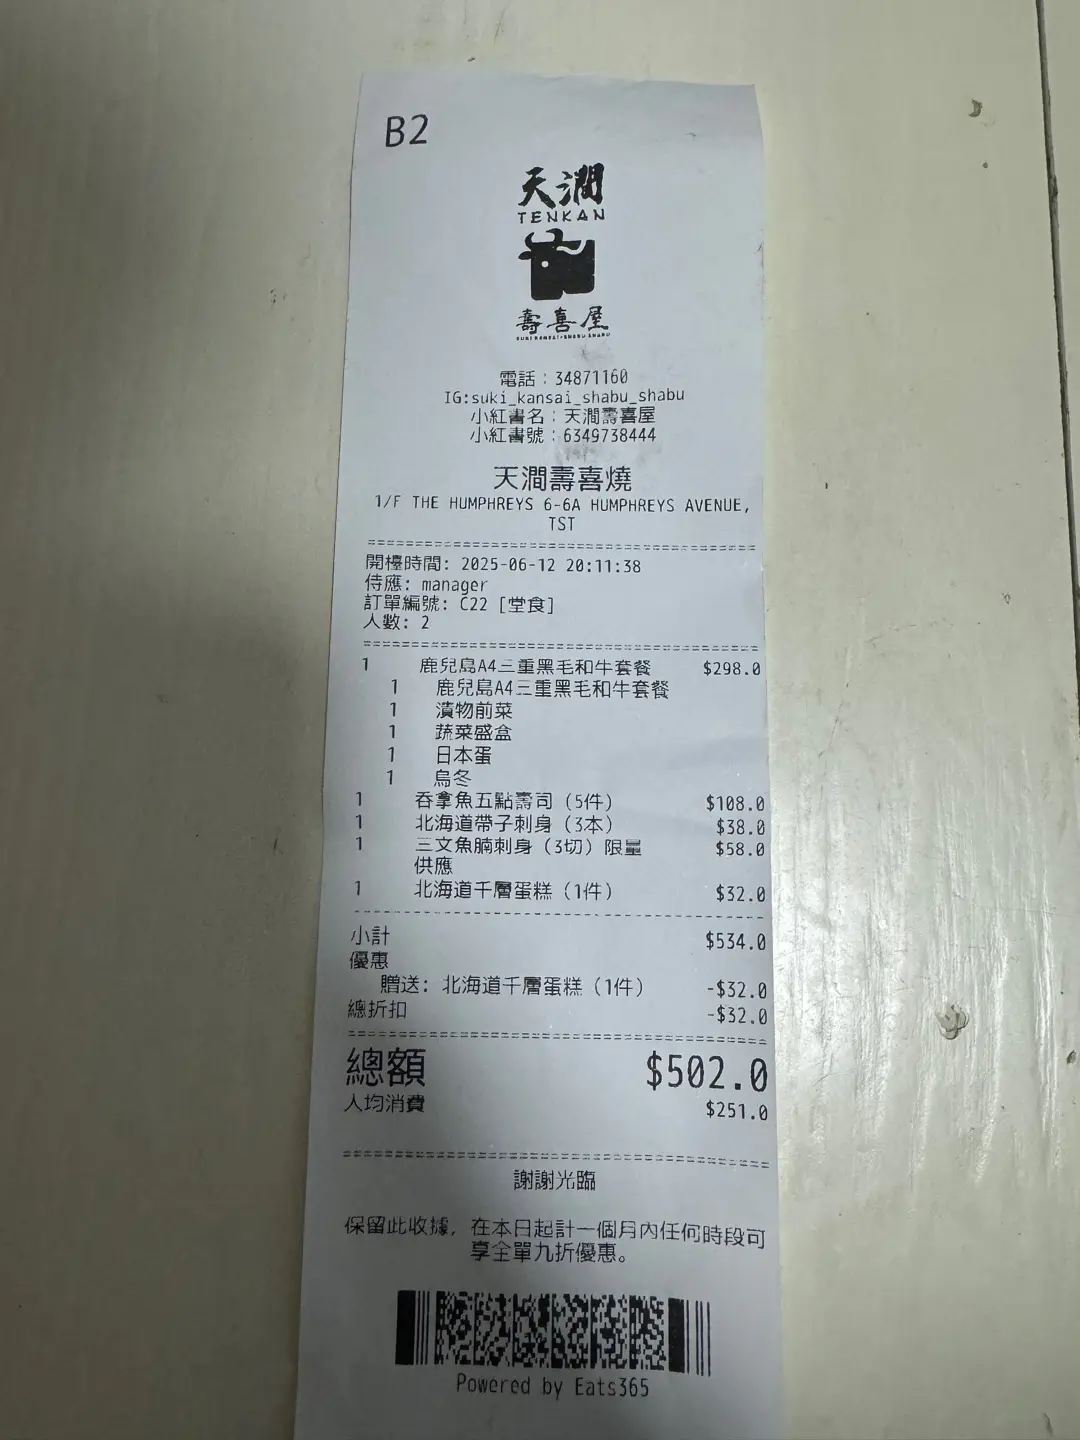 B2
天澗
TENKAN
壽喜屋
SUKI KANSAI·SHABU SHABU
電話：34871160
IG:suki_kansai_shabu_shabu
小紅書名：天澗壽喜屋
小紅書號：6349738444
天澗壽喜燒
1/F THE HUMPHREYS 6-6A HUMPHREYS AVENUE,
TST
開檯時間: 2025-06-12 20:11:38
侍應: manager
訂單編號: C22 [堂食]
人數: 2
1 鹿兒島A4三重黑毛和牛套餐 $298.0
1 鹿兒島A4三重黑毛和牛套餐
1 漬物前菜
1 蔬菜盛盒
1 日本蛋
1 烏冬
1 吞拿魚五點壽司（5件） $108.0
1 北海道帶子刺身（3本） $38.0
1 三文魚腩刺身（3切）限量 $58.0
供應
1 北海道千層蛋糕（1件） $32.0
小計 $534.0
優惠
贈送: 北海道千層蛋糕（1件） -$32.0
總折扣 -$32.0
總額 $502.0
人均消費 $251.0
謝謝光臨
保留此收據，在本日起計一個月內任何時段可
享全單九折優惠。
Powered by Eats365